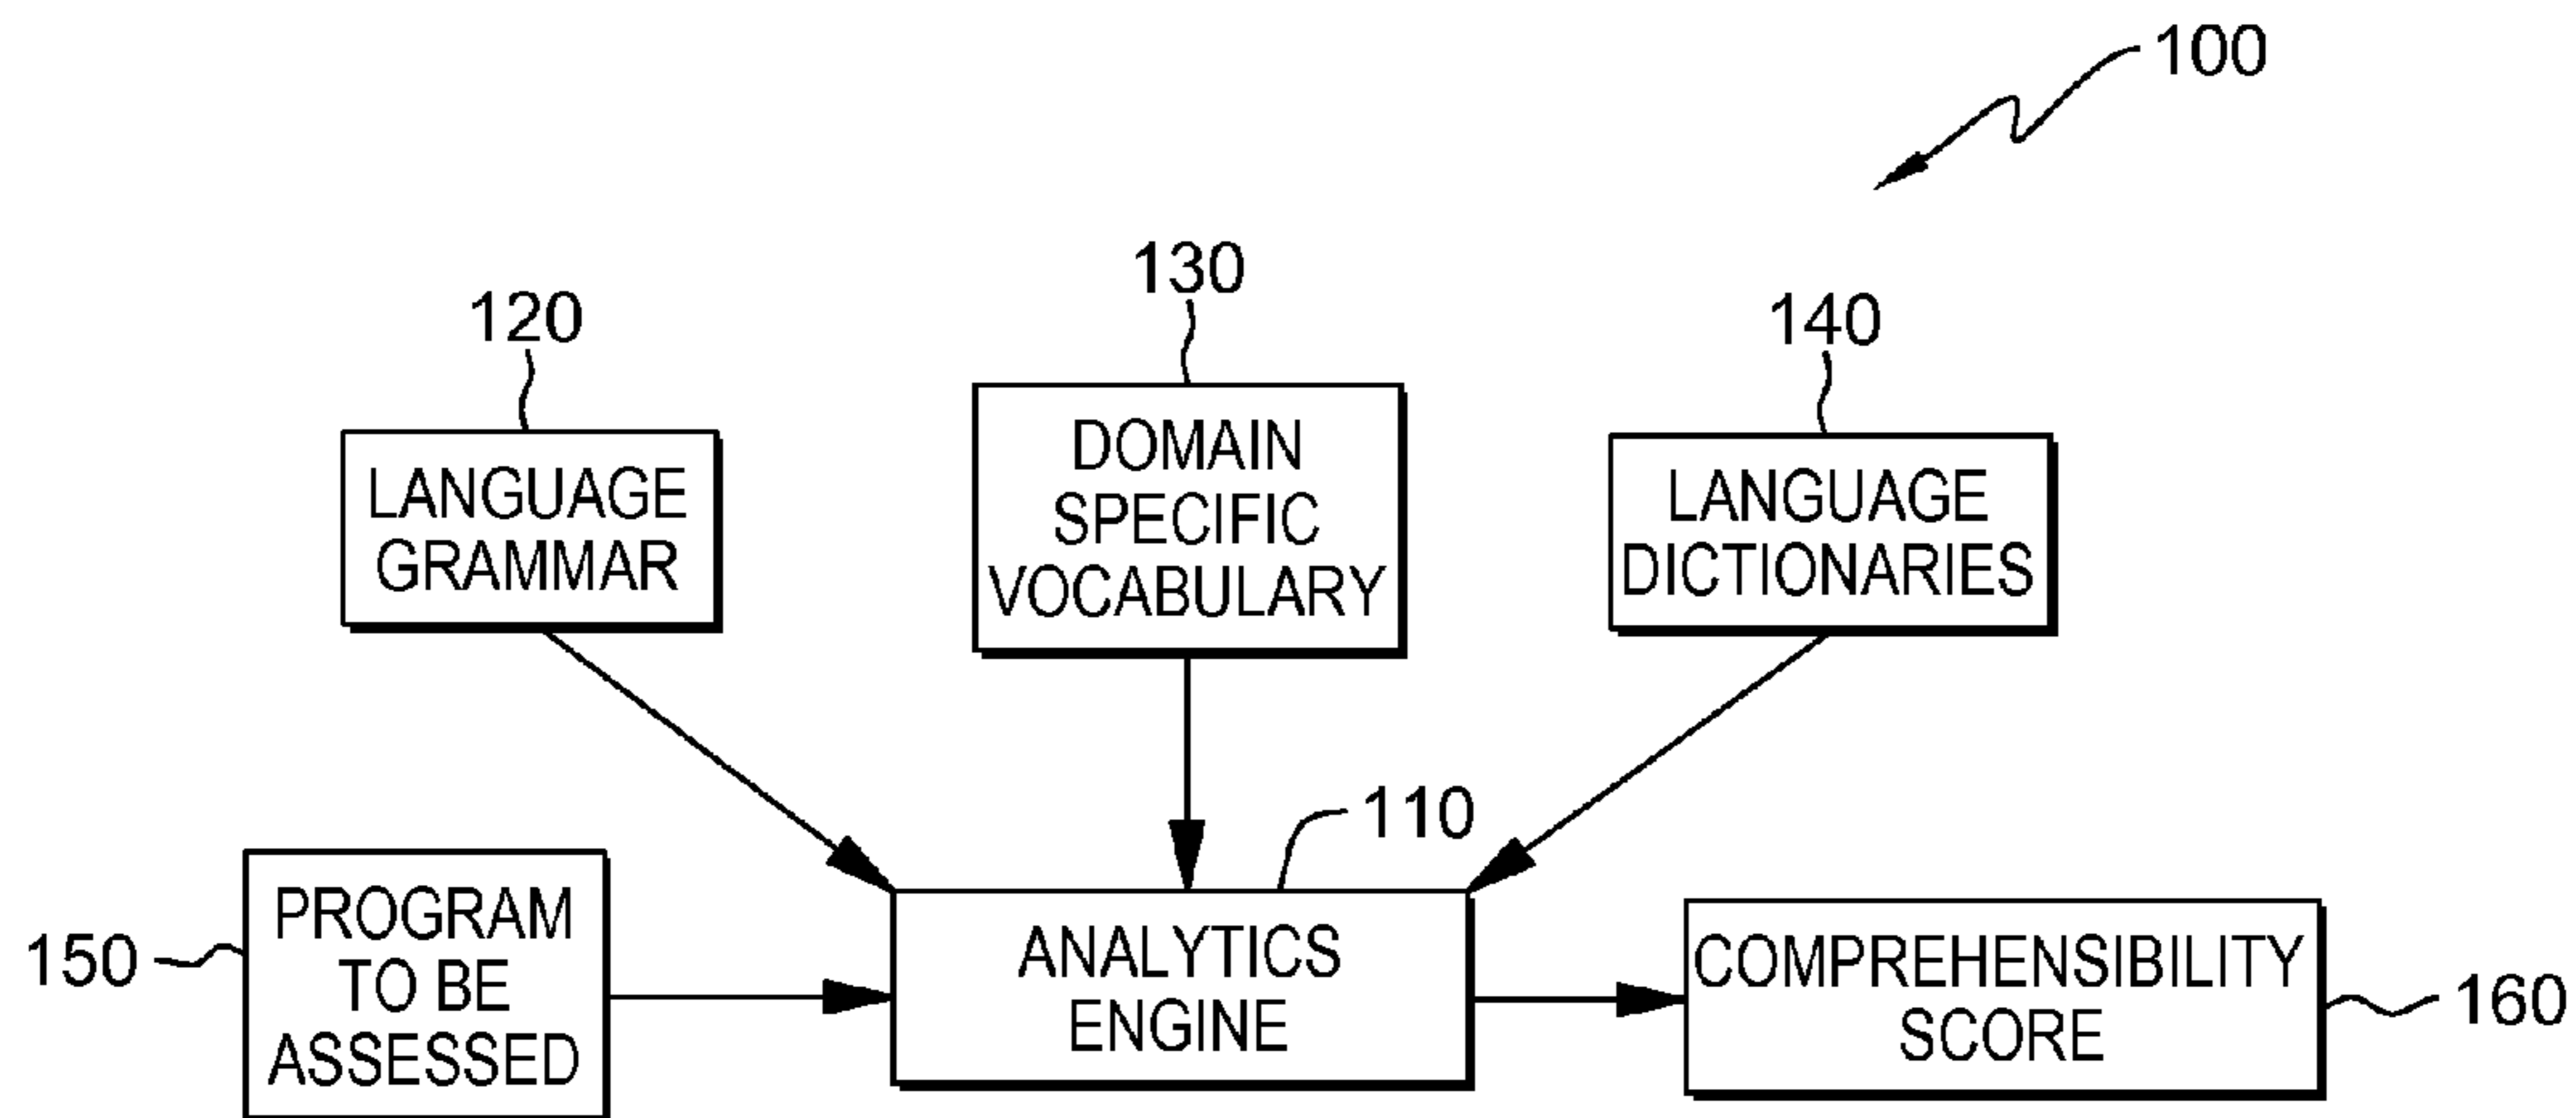 100
120
130
140
LANGUAGE
GRAMMAR
DOMAIN
SPECIFIC
VOCABULARY
LANGUAGE
DICTIONARIES
110
150
PROGRAM
TO BE
ASSESSED
ANALYTICS
ENGINE
COMPREHENSIBILITY
SCORE
160